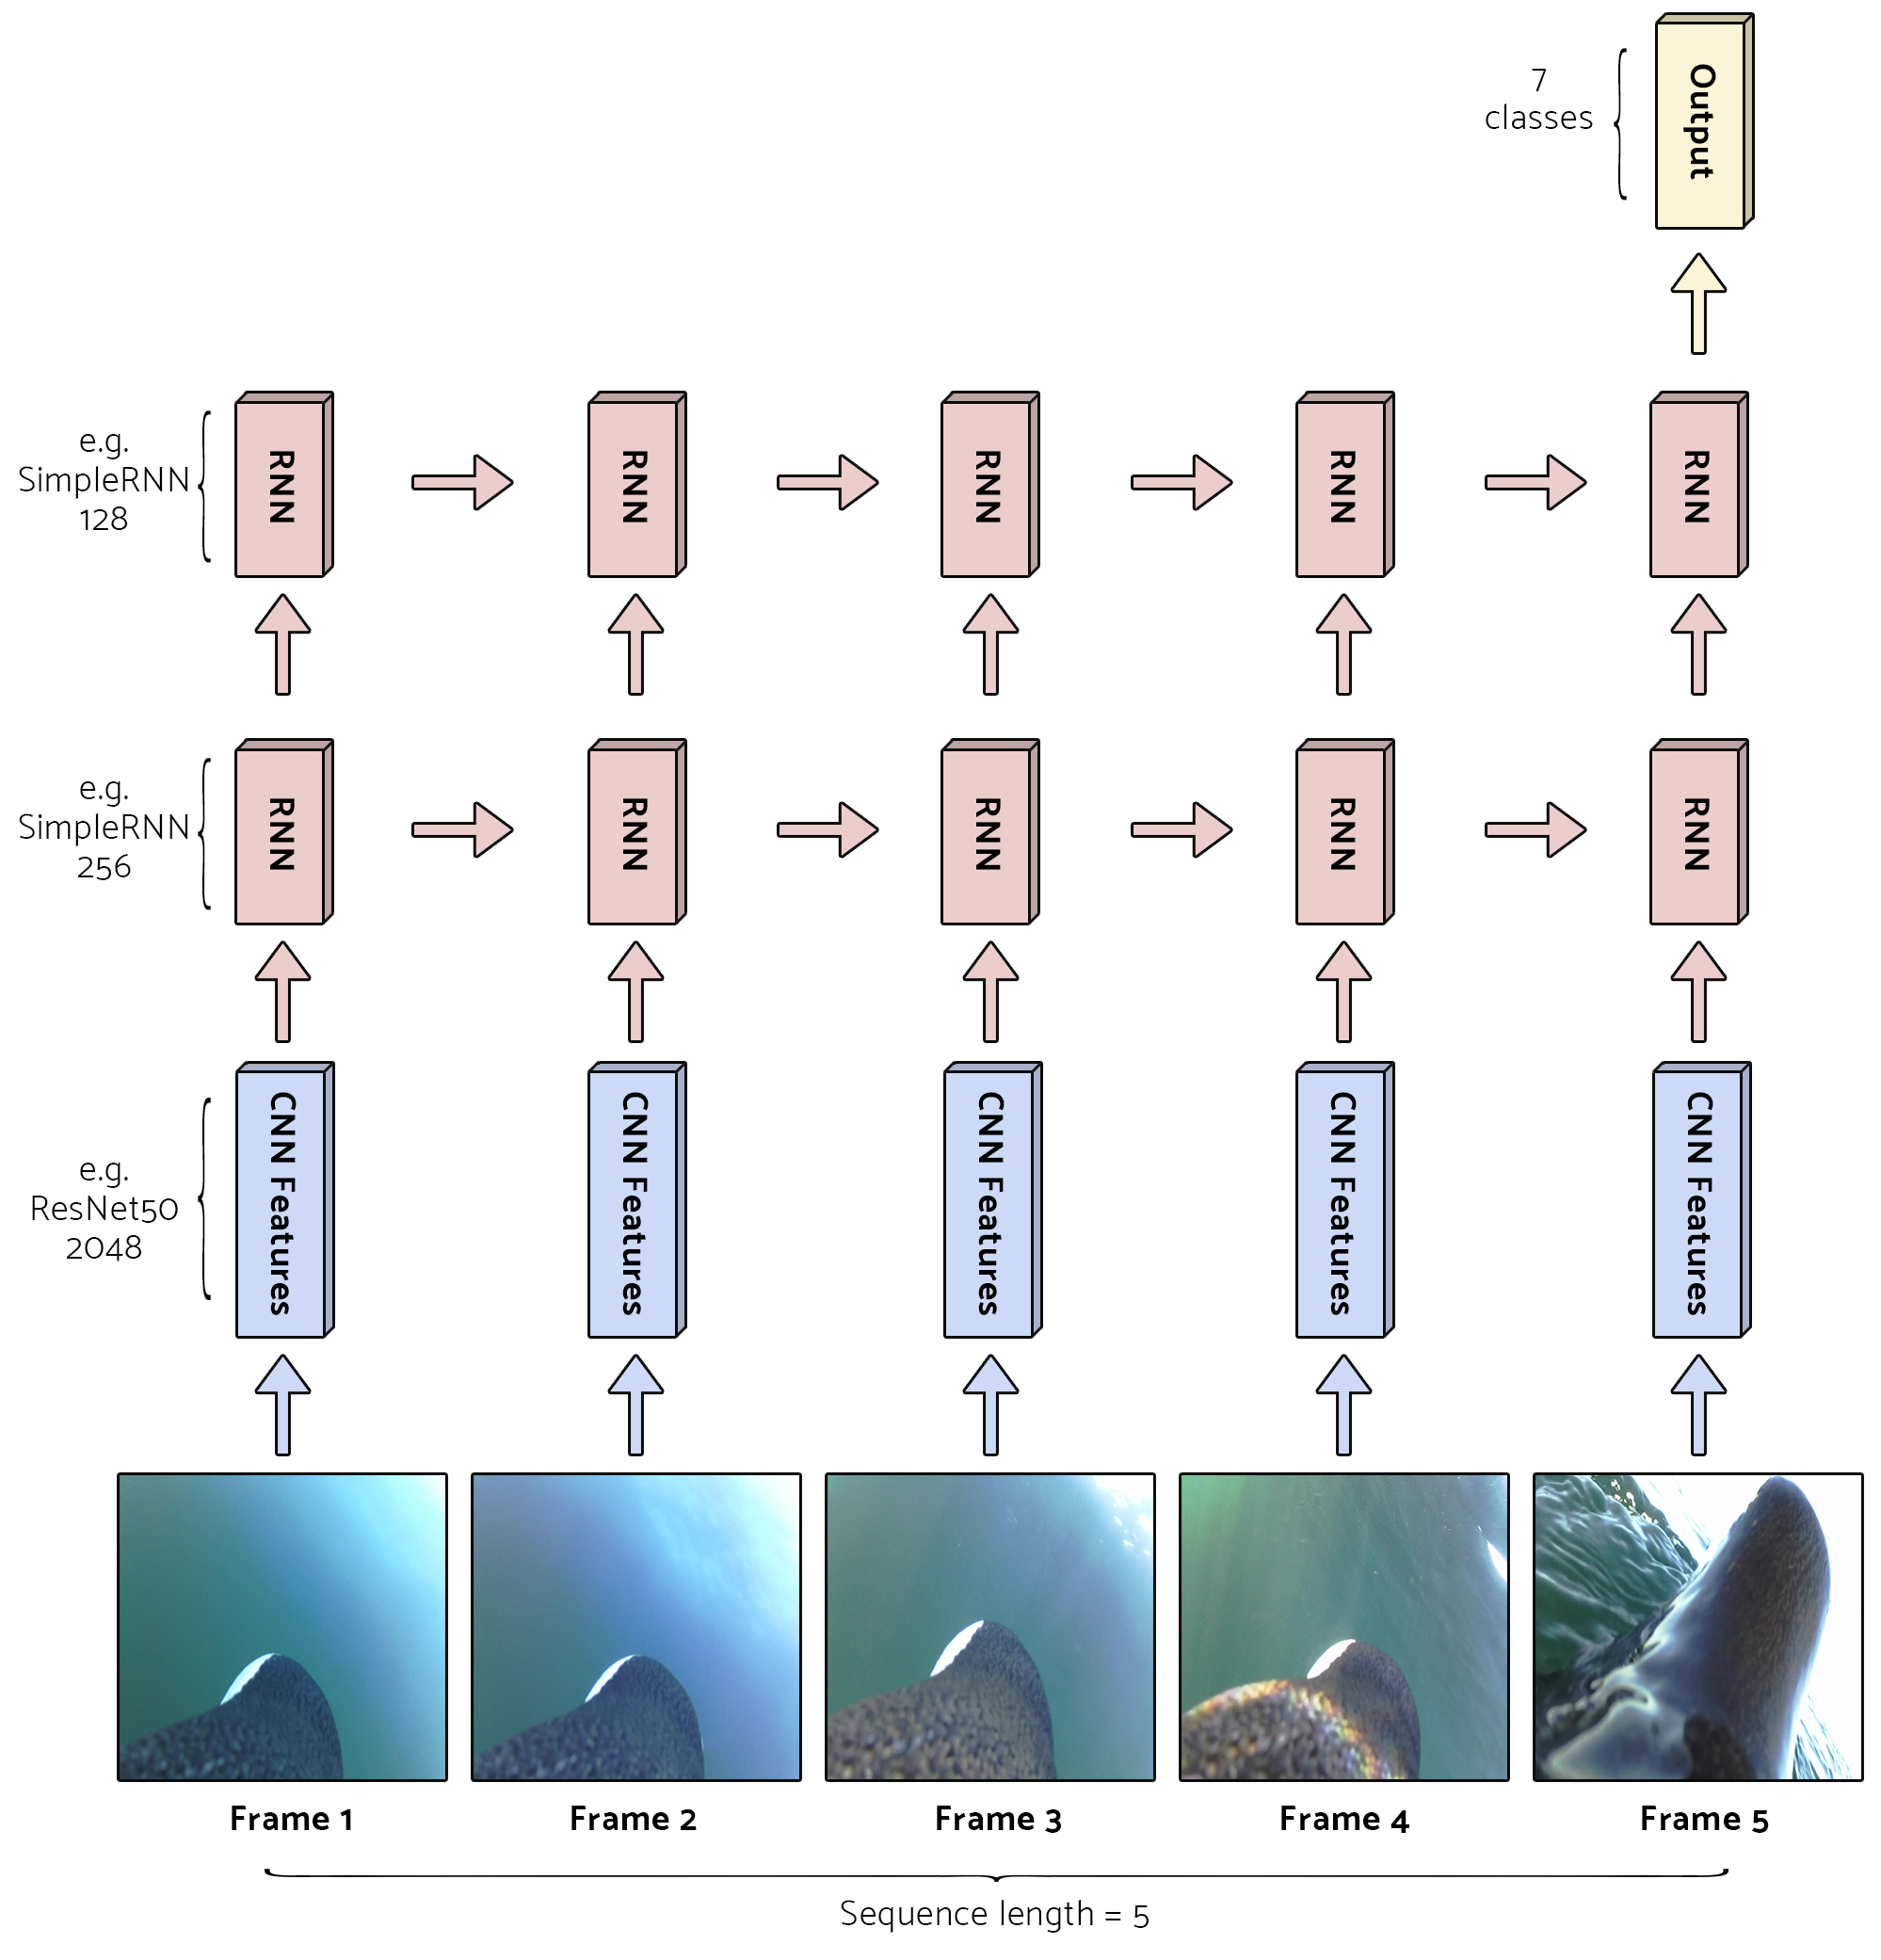 7
classes
Output
e.g.
SimpleRNN
128
RNN
RNN
RNN
RNN
RNN
e.g.
SimpleRNN
256
RNN
RNN
RNN
RNN
RNN
e.g.
ResNet50
2048
CNN Features
CNN Features
CNN Features
CNN Features
CNN Features
Frame 1
Frame 2
Frame 3
Frame 4
Frame 5
Sequence length = 5